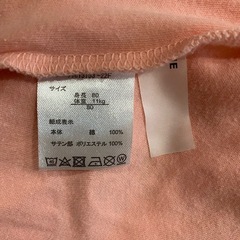 サイズ
身長 80
体重 11kg
80
組成表示
本体 綿 100%
サテン部 ポリエステル 100%